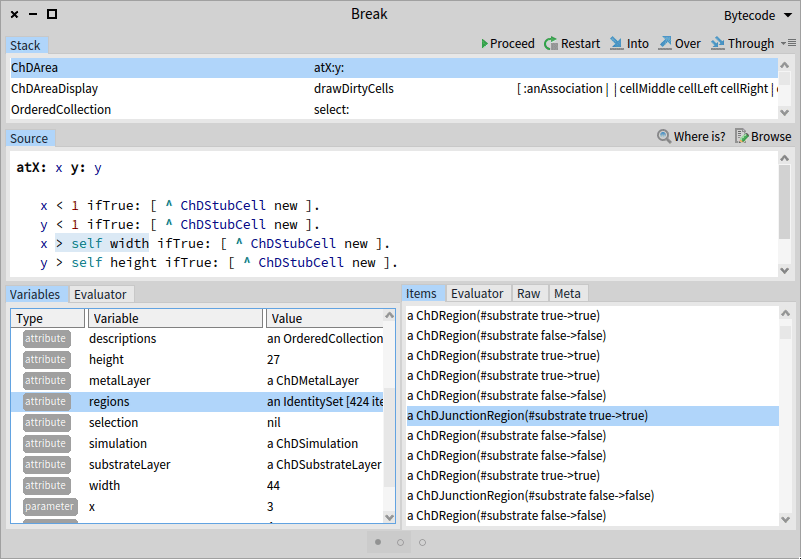 Break
Bytecode
Stack
Proceed Restart Into Over Through
ChDArea atX:y:
ChDAreaDisplay drawDirtyCells [ :anAssociation | | cellMiddle cellLeft cellRight |
OrderedCollection select:
Source
Where is? Browse
atX: x y: y
x < 1 ifTrue: [ ^ ChDStubCell new ].
y < 1 ifTrue: [ ^ ChDStubCell new ].
x > self width ifTrue: [ ^ ChDStubCell new ].
y > self height ifTrue: [ ^ ChDStubCell new ].
Variables Evaluator
Type Variable Value
attribute descriptions an OrderedCollection
attribute height 27
attribute metalLayer a ChDMetalLayer
attribute regions an IdentitySet [424 ite
attribute selection nil
attribute simulation a ChDSimulation
attribute substrateLayer a ChDSubstrateLayer
attribute width 44
parameter x 3
Items Evaluator Raw Meta
a ChDRegion(#substrate true->true)
a ChDRegion(#substrate false->false)
a ChDRegion(#substrate true->true)
a ChDRegion(#substrate true->true)
a ChDRegion(#substrate false->false)
a ChDJunctionRegion(#substrate true->true)
a ChDRegion(#substrate false->false)
a ChDRegion(#substrate false->false)
a ChDRegion(#substrate true->true)
a ChDJunctionRegion(#substrate false->false)
a ChDRegion(#substrate false->false)